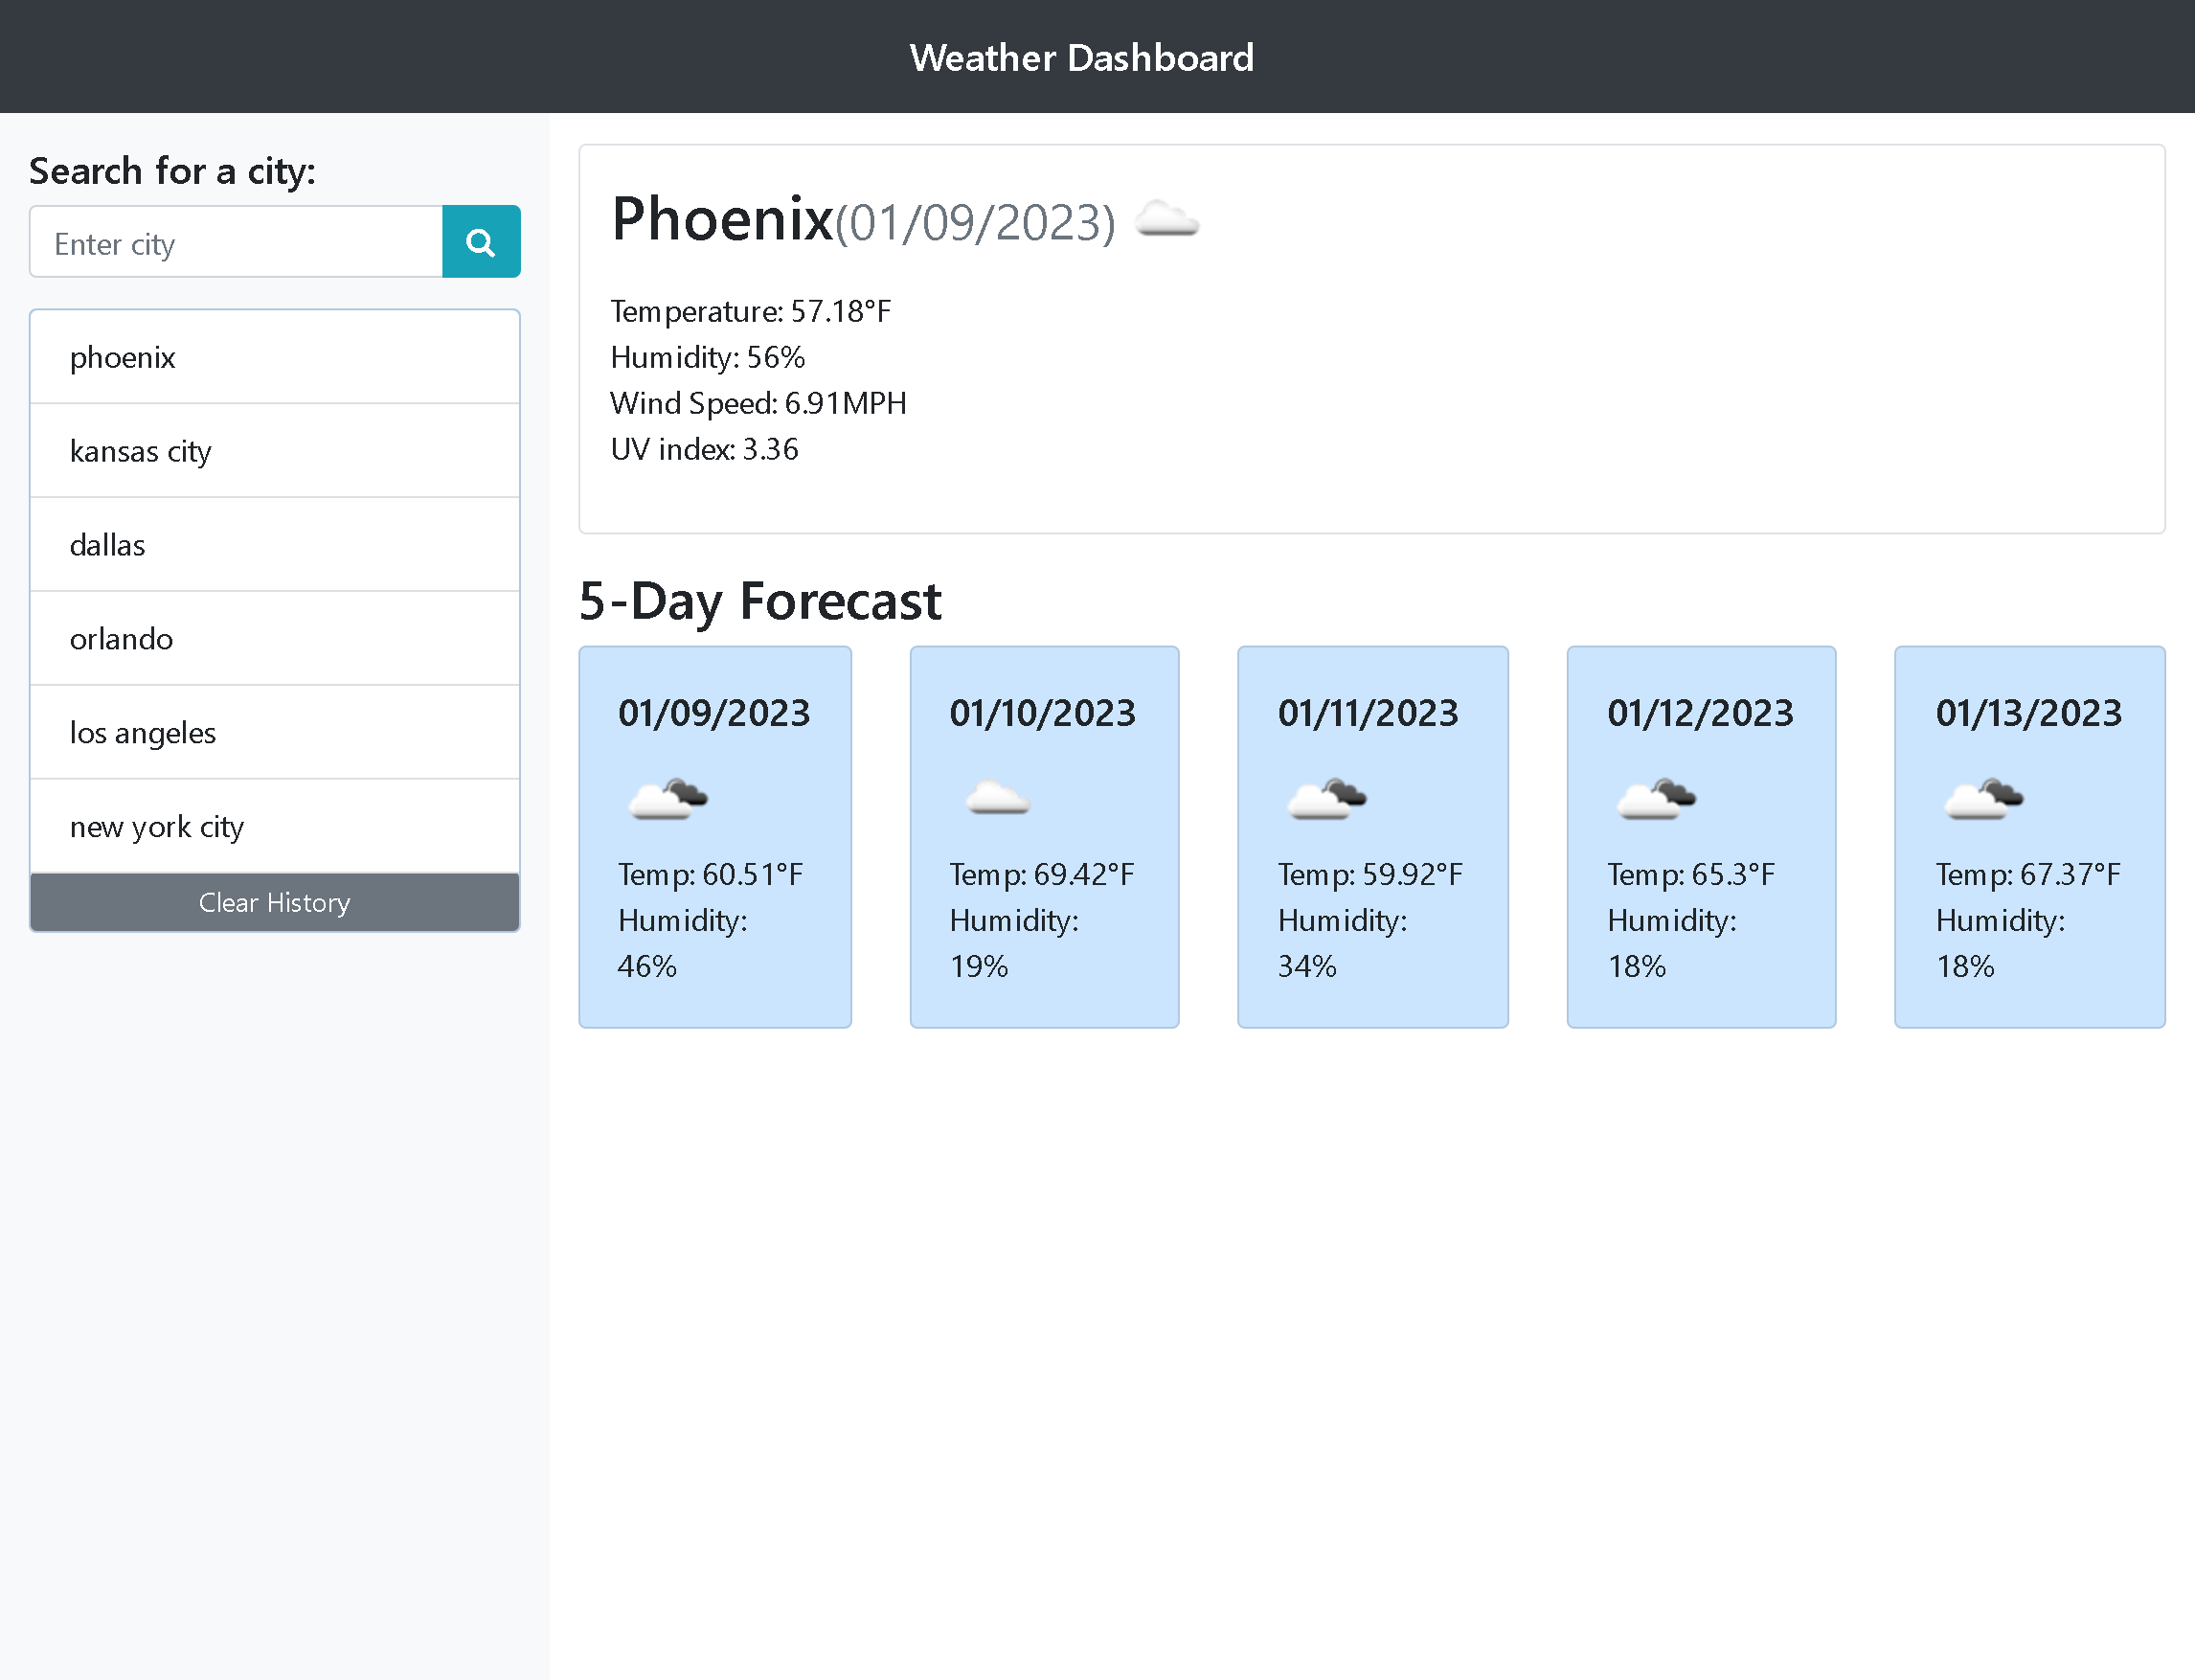 Weather Dashboard
Search for a city:
Enter city
phoenix
kansas city
dallas
orlando
los angeles
new york city
Clear History
Phoenix(01/09/2023)
Temperature: 57.18°F
Humidity: 56%
Wind Speed: 6.91MPH
UV index: 3.36
5-Day Forecast
01/09/2023
Temp: 60.51°F
Humidity:
46%
01/10/2023
Temp: 69.42°F
Humidity:
19%
01/11/2023
Temp: 59.92°F
Humidity:
34%
01/12/2023
Temp: 65.3°F
Humidity:
18%
01/13/2023
Temp: 67.37°F
Humidity:
18%